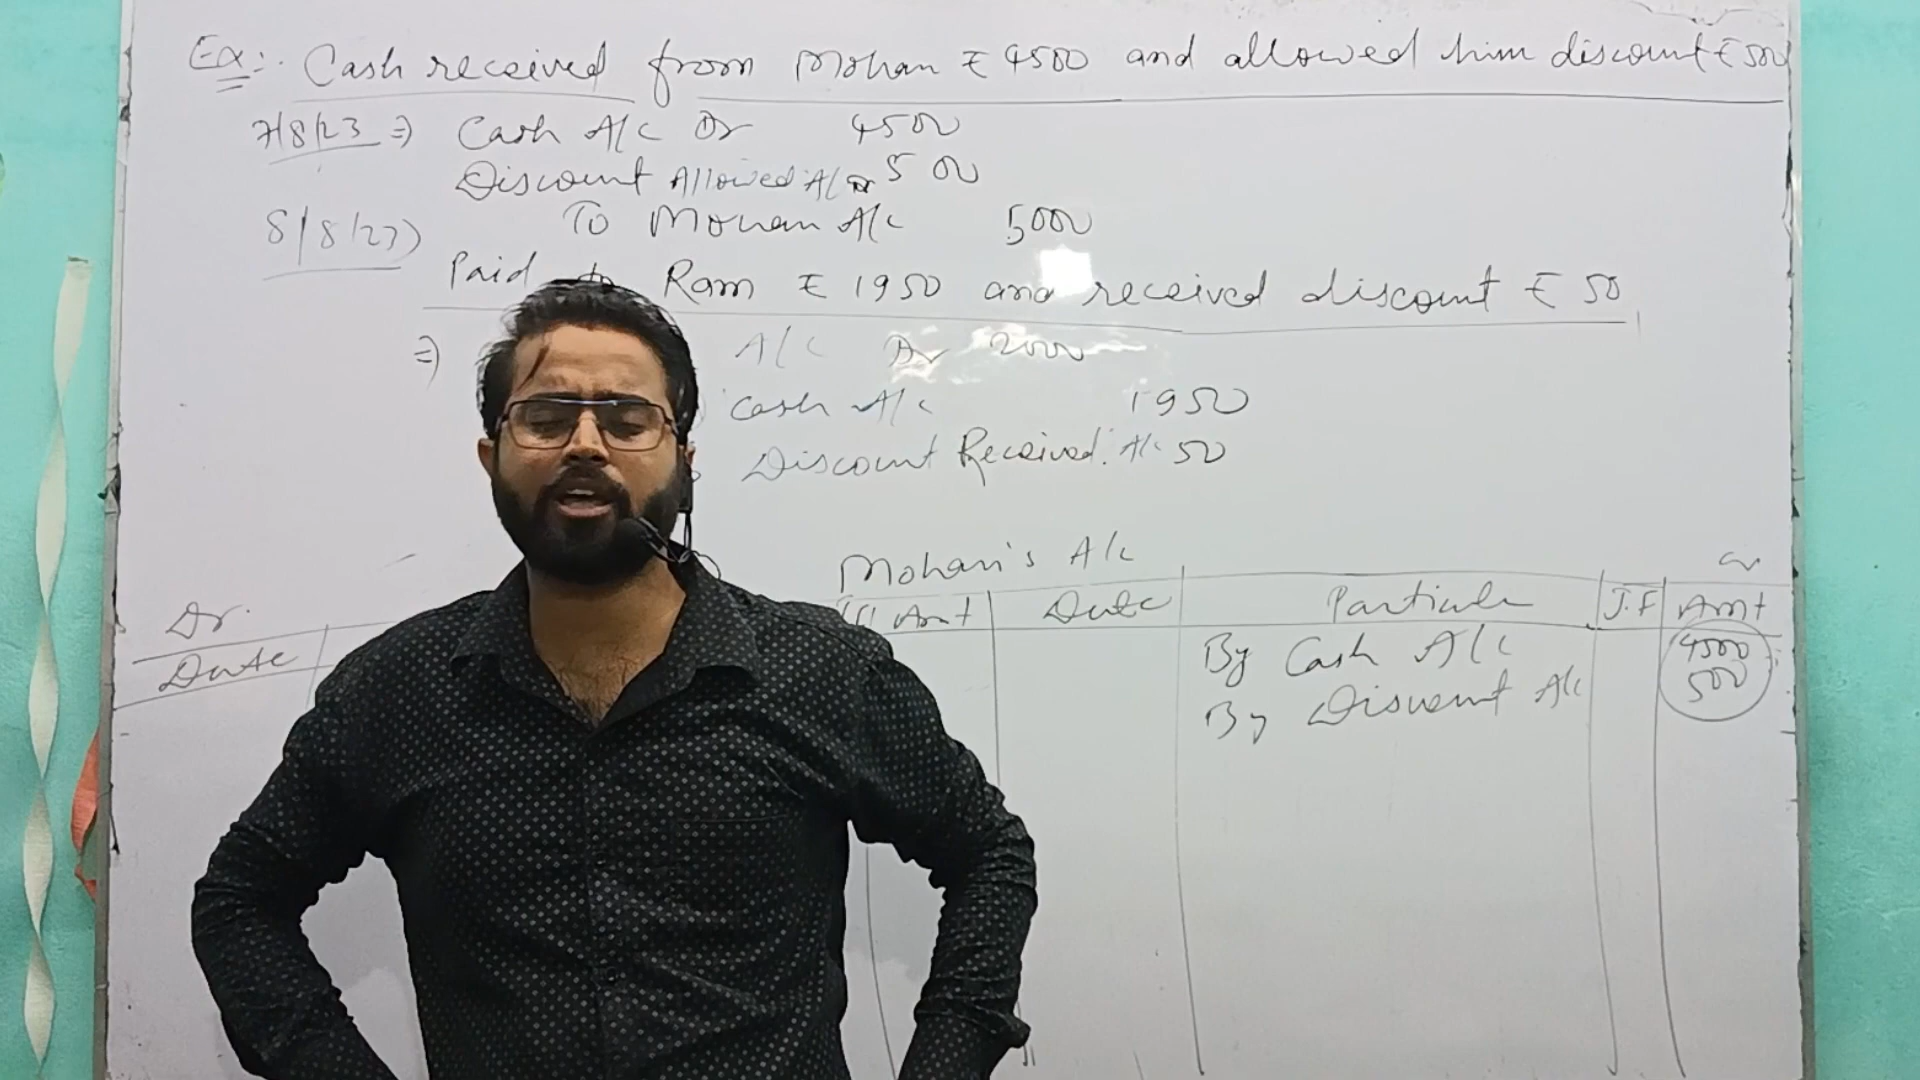 Ex:- Cash received from Mohan ₹ 4500 and allowed him discount ₹ 500
7/8/23 ⇒ Cash A/c Dr 4500
Discount Allowed A/c Dr 500
To Mohan A/c 5000
8/8/23)
Paid to Ram ₹ 1950 and received discount ₹ 50
⇒ A/c Dr 2000
Cash A/c 1950
Discount Received A/c 50
Mohan's A/c
Dr. Cr
Date Amt Date Particular J.F Amt
By Cash A/c 4500
By Discount A/c 500